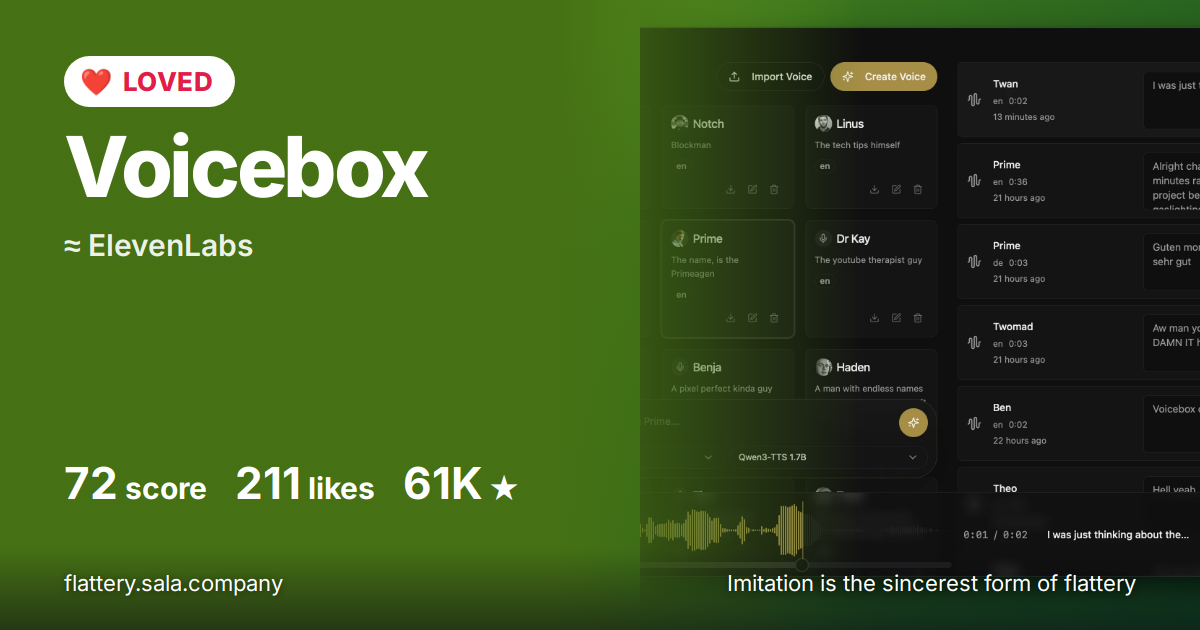 ❤️ LOVED
Voicebox
≈ ElevenLabs
72 score 211 likes 61K ★
flattery.sala.company
Import Voice
Create Voice
Notch
Blockman
en
Linus
The tech tips himself
en
Prime
The name, is the
Primeagen
en
Dr Kay
The youtube therapist guy
en
Benja
A pixel perfect kinda guy
Haden
A man with endless names
Prime...
Qwen3-TTS 1.7B
Twan
en 0:02
13 minutes ago
I was just
Prime
en 0:36
21 hours ago
Alright cha
minutes ra
project be
gaslighting
Prime
de 0:03
21 hours ago
Guten mor
sehr gut
Twomad
en 0:03
21 hours ago
Aw man yo
DAMN IT
Ben
en 0:02
22 hours ago
Voicebox
Theo
Hell yeah
0:01 / 0:02
I was just thinking about the...
Imitation is the sincerest form of flattery